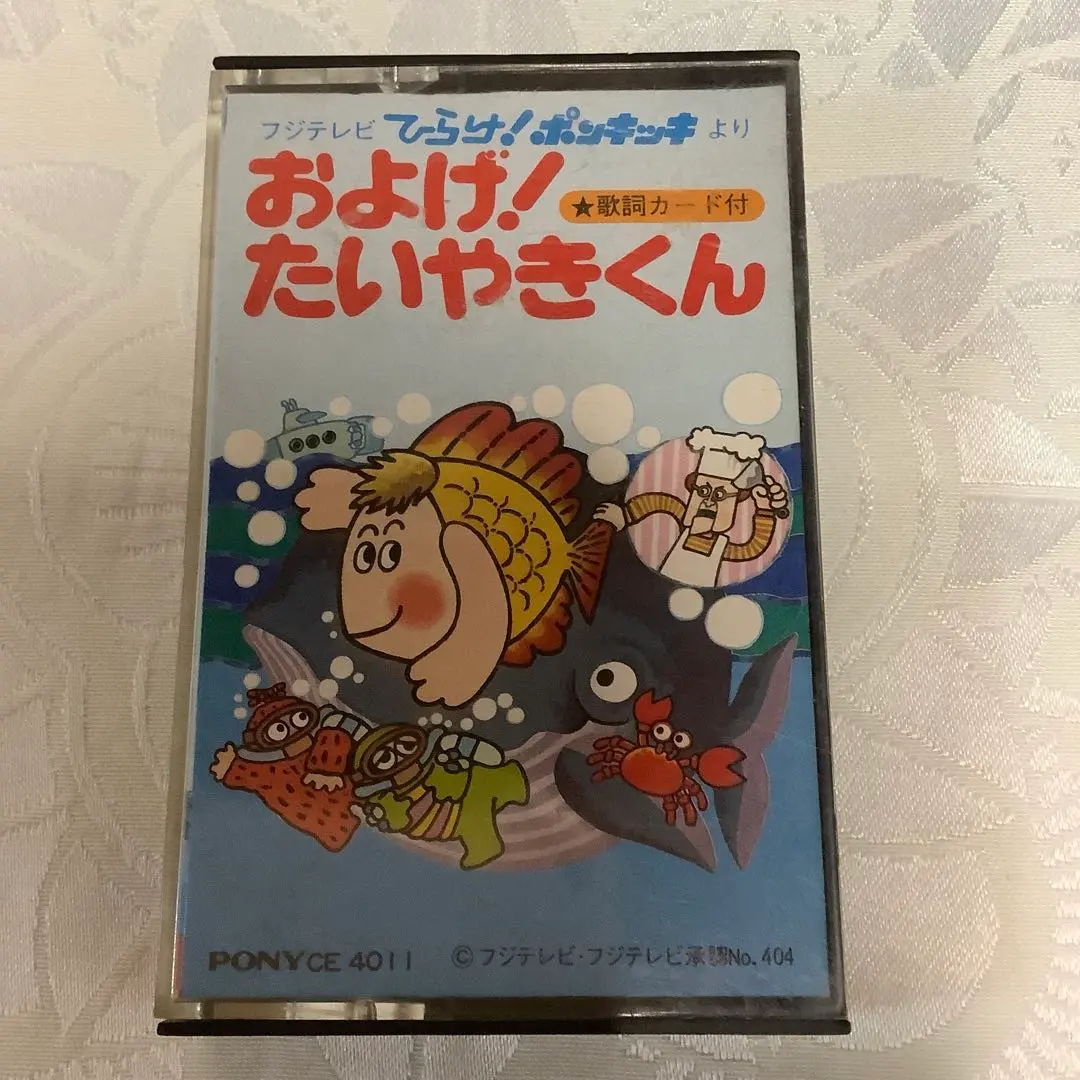 フジテレビ ひらけ!ポンキッキ より
およげ!
★歌詞カード付
たいやきくん
PONY CE 4011 ©フジテレビ・フジテレビ承認No.404